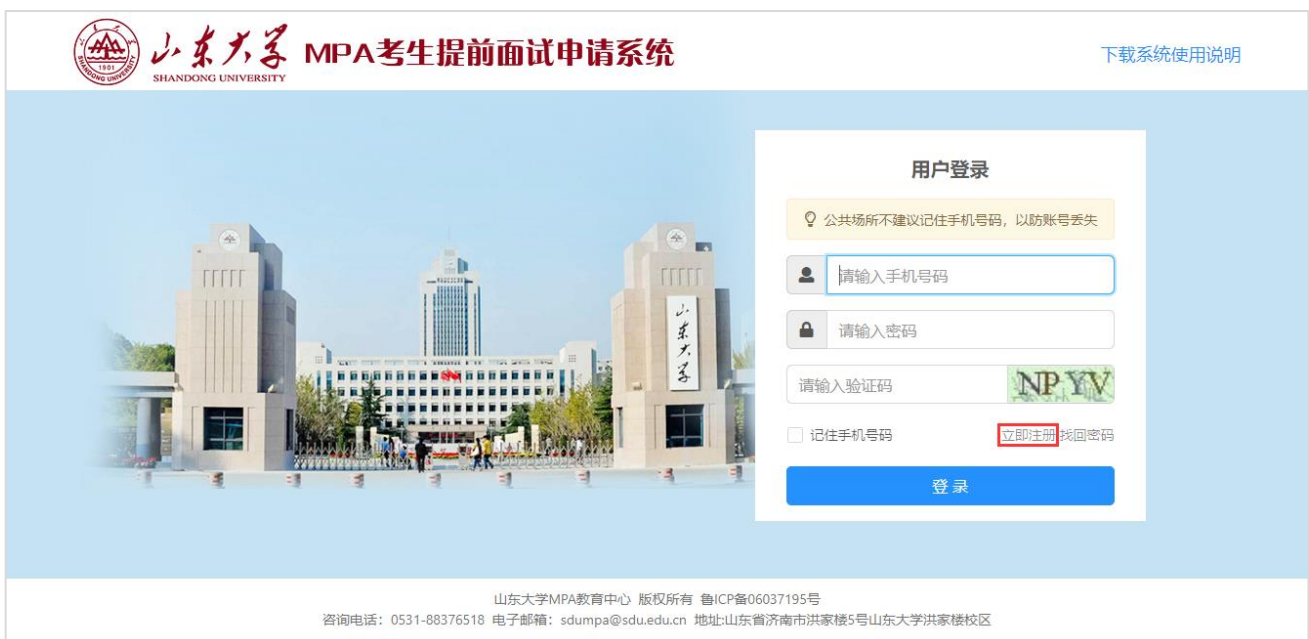 山东大学
SHANDONG UNIVERSITY
1901
SHANDONG UNIVERSITY
MPA考生提前面试申请系统
下载系统使用说明
山东大学
用户登录
公共场所不建议记住手机号码，以防账号丢失
请输入手机号码
请输入密码
请输入验证码
NPYV
记住手机号码
立即注册 找回密码
登录
山东大学MPA教育中心 版权所有 鲁ICP备06037195号
咨询电话：0531-88376518 电子邮箱：sdumpa@sdu.edu.cn 地址:山东省济南市洪家楼5号山东大学洪家楼校区